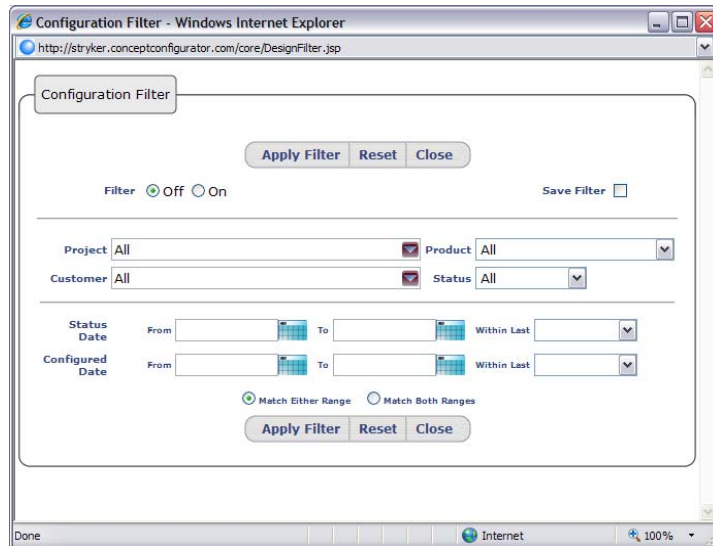 Configuration Filter - Windows Internet Explorer
http://stryker.conceptconfigurator.com/core/DesignFilter.jsp
Configuration Filter
Apply Filter Reset Close
Filter Off On Save Filter
Project All Product All
Customer All Status All
Status Date From To Within Last
Configured Date From To Within Last
Match Either Range Match Both Ranges
Apply Filter Reset Close
Done Internet 100%